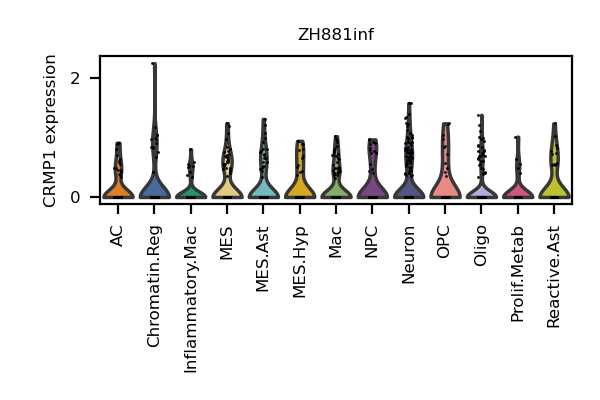 ZH881inf
CRMP1 expression
2
0
AC
Chromatin.Reg
Inflammatory.Mac
MES
MES.Ast
MES.Hyp
Mac
NPC
Neuron
OPC
Oligo
Prolif.Metab
Reactive.Ast